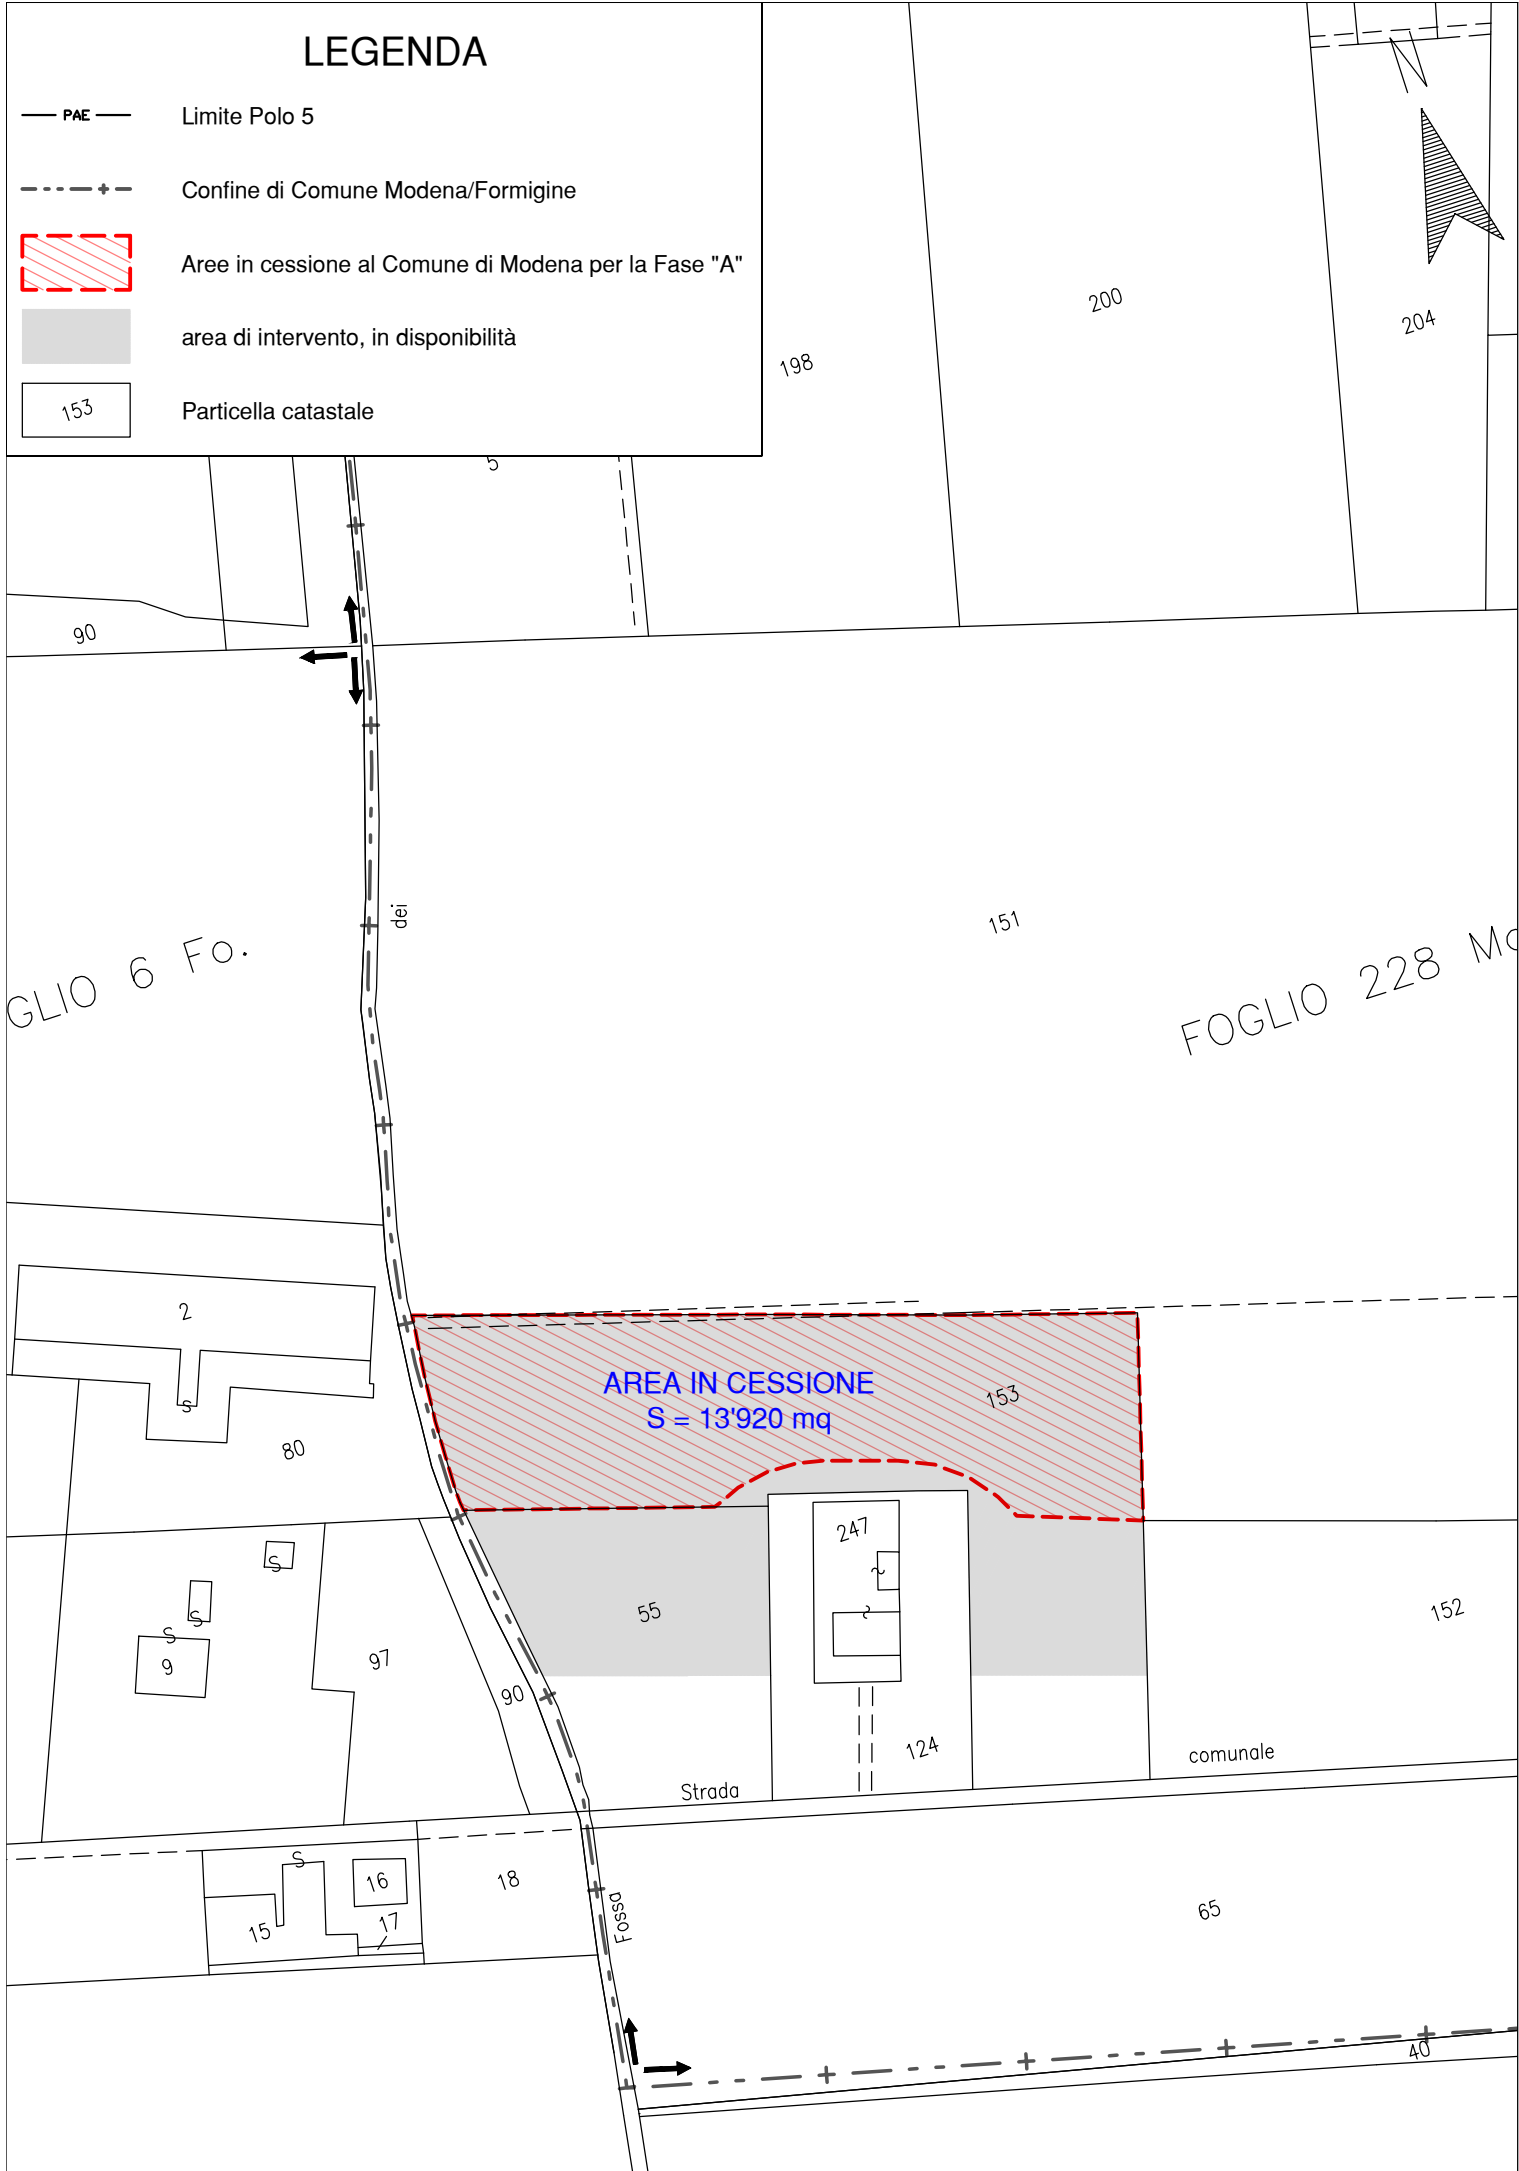 LEGENDA
PAE
Limite Polo 5
Confine di Comune Modena/Formigine
Aree in cessione al Comune di Modena per la Fase "A"
area di intervento, in disponibilità
153
Particella catastale
N
200
204
198
5
90
dei
151
GLIO 6 Fo.
FOGLIO 228 Mo
2
S
80
AREA IN CESSIONE
S = 13'920 mq
153
247
S
S
S
9
97
55
152
90
124
comunale
Strada
S
16
18
15
17
Fossa
65
40